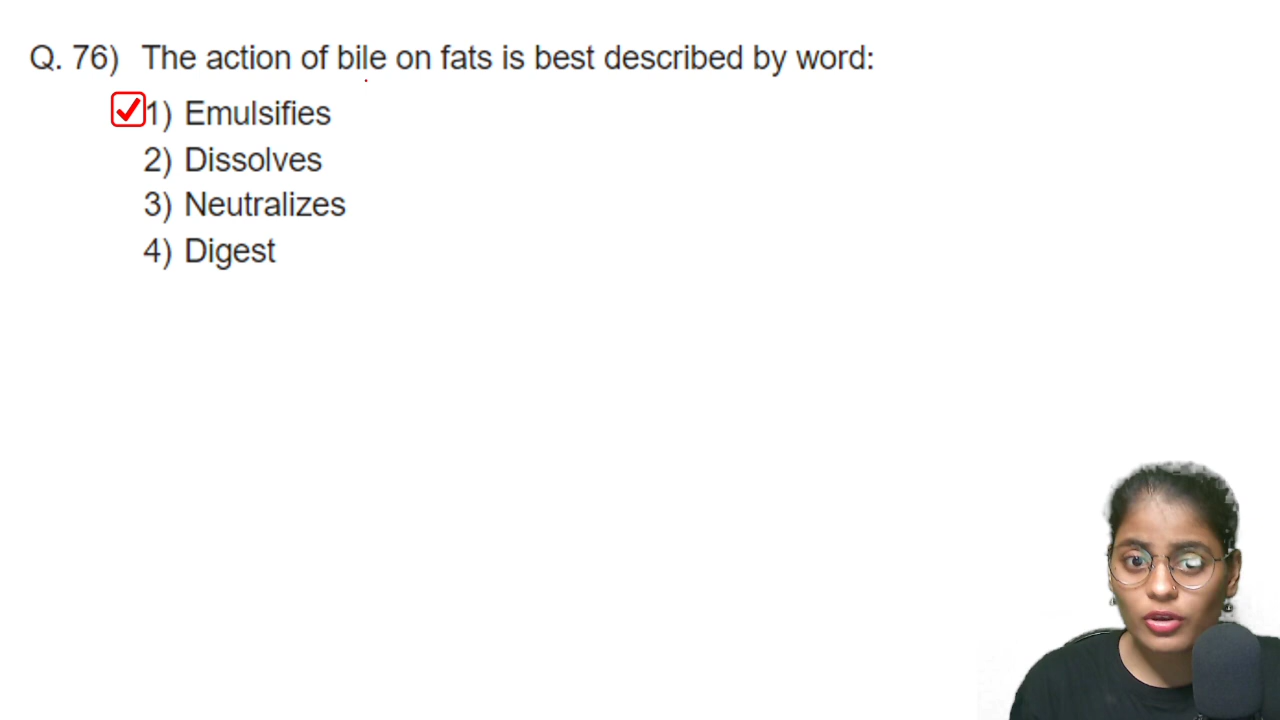 Q. 76) The action of bile on fats is best described by word:
1) Emulsifies
2) Dissolves
3) Neutralizes
4) Digest